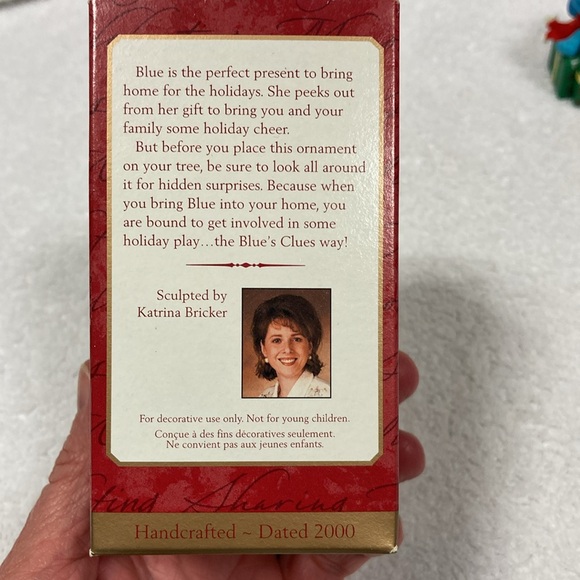 Blue is the perfect present to bring
home for the holidays. She peeks out
from her gift to bring you and your
family some holiday cheer.
But before you place this ornament
on your tree, be sure to look all around
it for hidden surprises. Because when
you bring Blue into your home, you
are bound to get involved in some
holiday play...the Blue's Clues way!
Sculpted by
Katrina Bricker
For decorative use only. Not for young children.
Conçue à des fins décoratives seulement.
Ne convient pas aux jeunes enfants.
Sharing
Handcrafted ~ Dated 2000